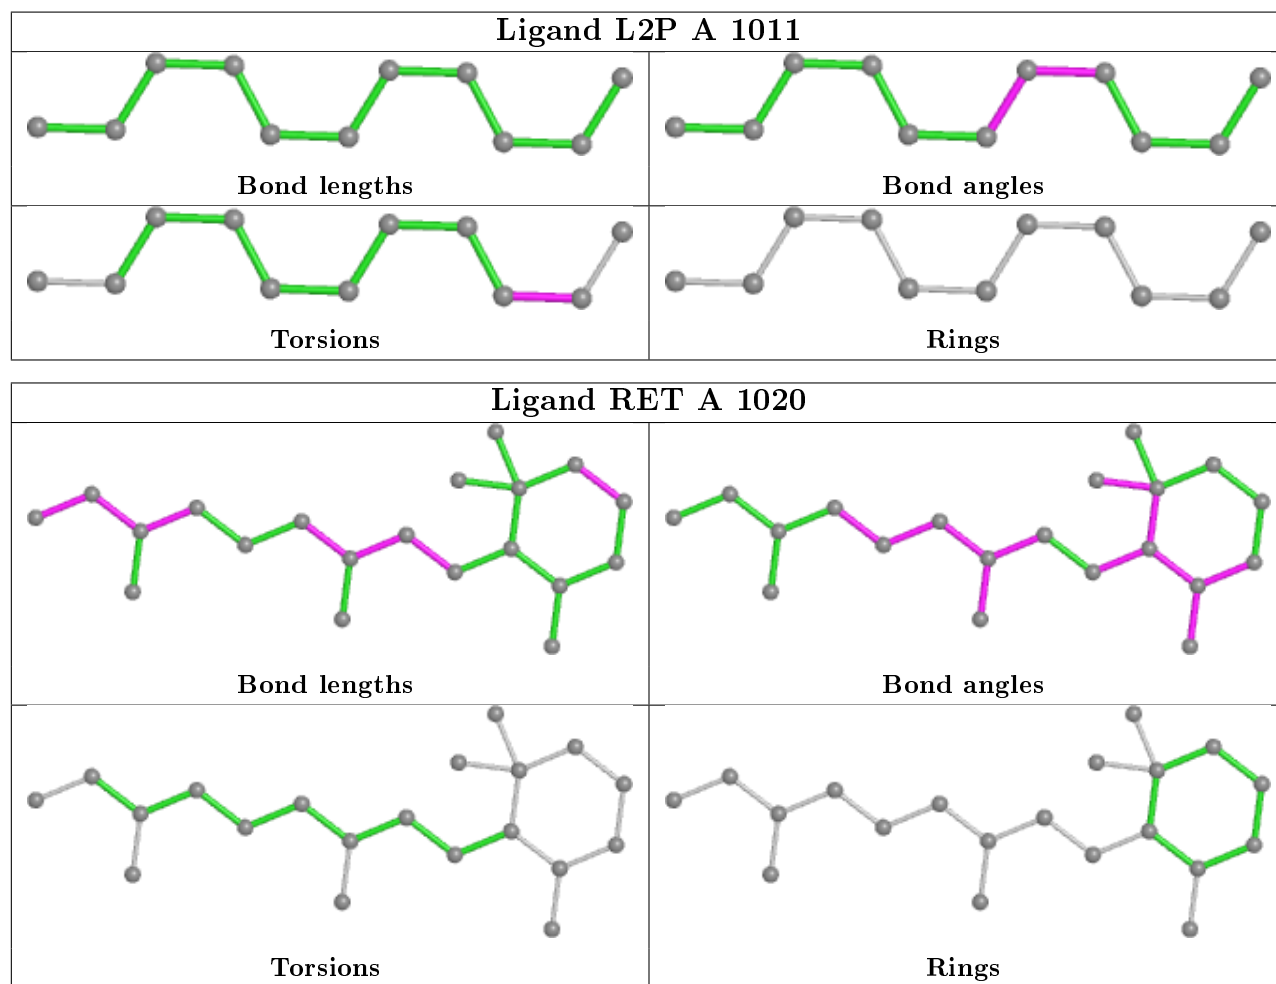 Ligand L2P A 1011
Bond lengths
Bond angles
Torsions
Rings
Ligand RET A 1020
Bond lengths
Bond angles
Torsions
Rings